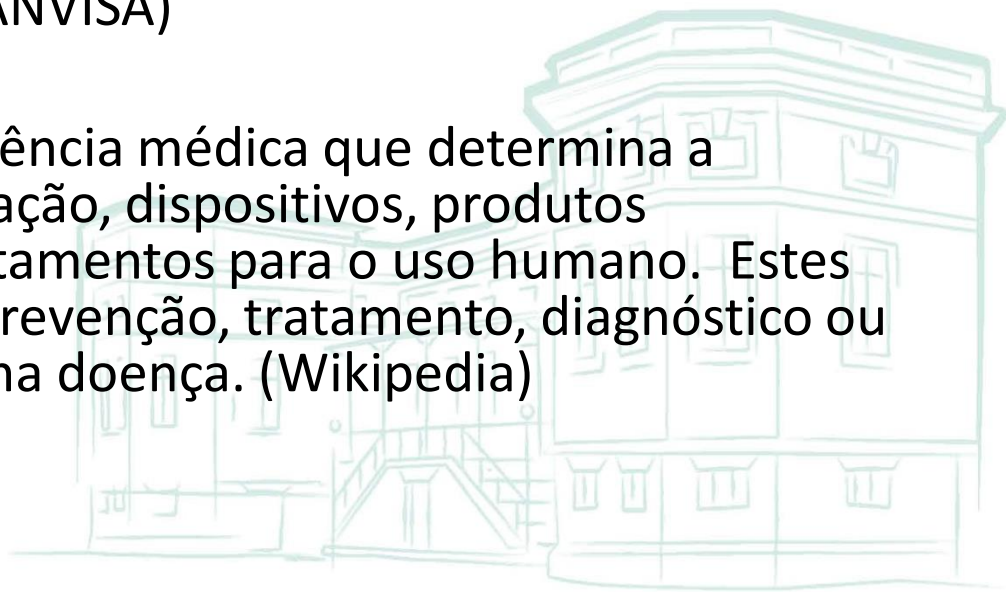 ANVISA)
ência médica que determina a
ação, dispositivos, produtos
tamentos para o uso humano.  Estes
revenção, tratamento, diagnóstico ou
na doença. (Wikipedia)